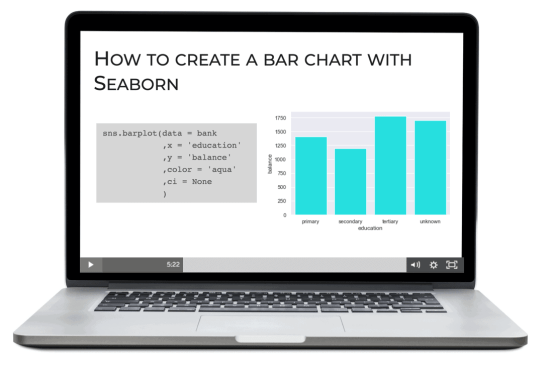 HOW TO CREATE A BAR CHART WITH
SEABORN
sns.barplot(data = bank
,x = 'education'
,y = 'balance'
,color = 'aqua'
,ci = None
)
balance
1750
1500
1250
1000
750
500
250
0
primary secondary tertiary unknown
education
5:22